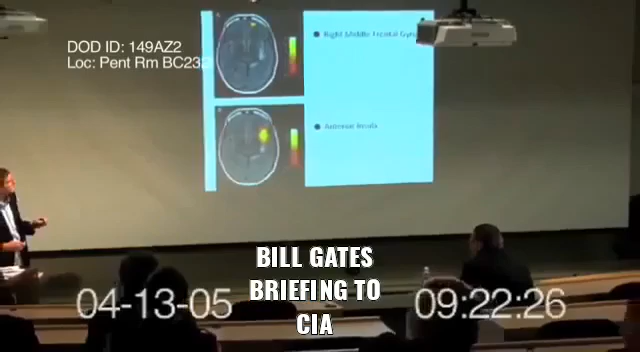 DOD ID: 149AZ2
Loc: Pent Rm BC232
Right Middle Frontal Gyrus
Anterior Insula
BILL GATES
BRIEFING TO
CIA
04-13-05
09:22:26